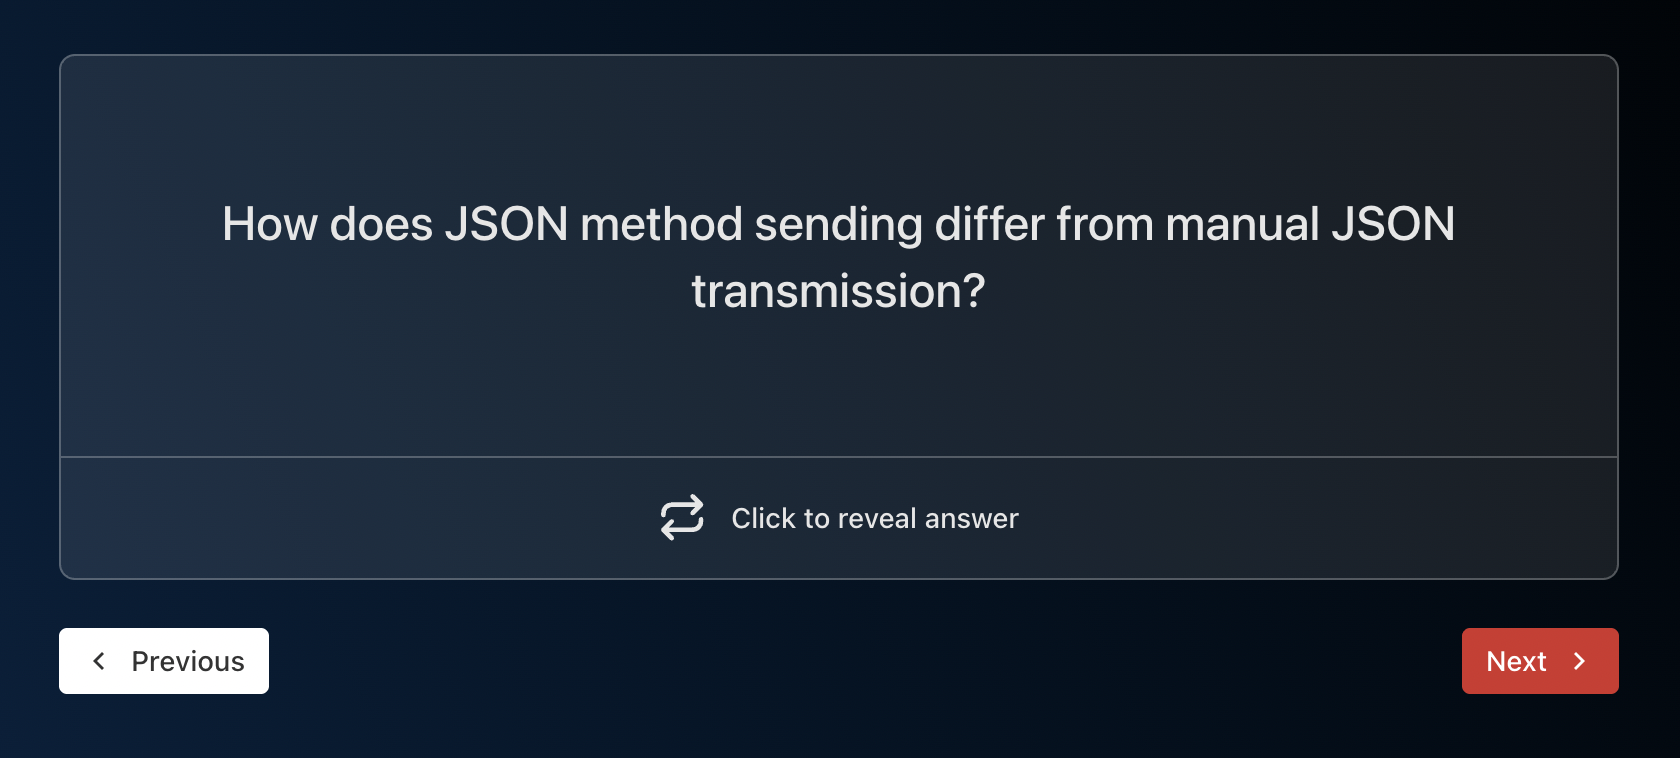 How does JSON method sending differ from manual JSON
transmission?
Click to reveal answer
Previous
Next